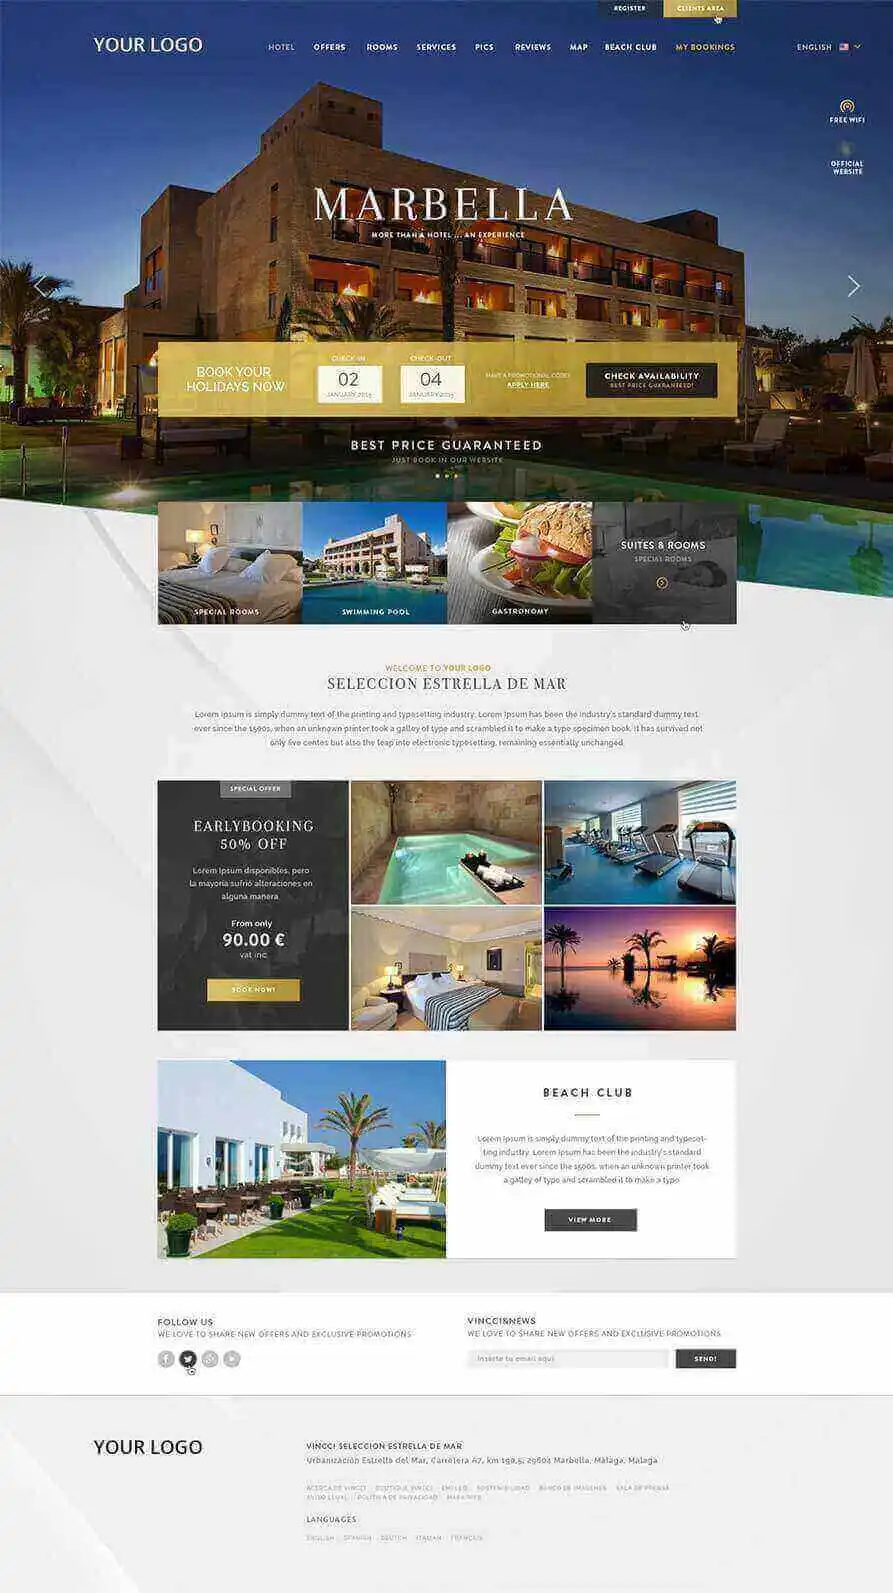 REGISTER
CLIENTS AREA
YOUR LOGO
HOTEL
OFFERS
ROOMS
SERVICES
PICS
REVIEWS
MAP
BEACH CLUB
MY BOOKINGS
ENGLISH
FREE WIFI
OFFICIAL
WEBSITE
MARBELLA
MORE THAN A HOTEL ... AN EXPERIENCE
BOOK YOUR
HOLIDAYS NOW
CHECK-IN
02
JANUARY 2015
CHECK-OUT
04
JANUARY 2015
HAVE A PROMOTIONAL CODE?
APPLY HERE
CHECK AVAILABILITY
BEST PRICE GUARANTEED!
BEST PRICE GUARANTEED
JUST BOOK IN OUR WEBSITE
SPECIAL ROOMS
SWIMMING POOL
GASTRONOMY
SUITES & ROOMS
SPECIAL ROOMS
WELCOME TO YOUR LOGO
SELECCION ESTRELLA DE MAR
Lorem Ipsum is simply dummy text of the printing and typesetting industry. Lorem Ipsum has been the industry's standard dummy text
ever since the 1500s, when an unknown printer took a galley of type and scrambled it to make a type specimen book. It has survived not
only five centes but also the leap into electronic typesetting, remaining essentially unchanged.
SPECIAL OFFER
EARLYBOOKING
50% OFF
Lorem Ipsum disponibles, pero
la mayoría sufrió alteraciones en
alguna manera
From only
90.00 €
vat inc.
BOOK NOW!
BEACH CLUB
Lorem Ipsum is simply dummy text of the printing and typeset-
ting industry. Lorem Ipsum has been the industry's standard
dummy text ever since the 1500s, when an unknown printer took
a galley of type and scrambled it to make a type
VIEW MORE
FOLLOW US
WE LOVE TO SHARE NEW OFFERS AND EXCLUSIVE PROMOTIONS
VINCCI&NEWS
WE LOVE TO SHARE NEW OFFERS AND EXCLUSIVE PROMOTIONS
Inserte tu email aquí
SEND!
YOUR LOGO
VINCCI SELECCION ESTRELLA DE MAR
Urbanización Estrella del Mar, Carretera A7, km 190,5, 29604 Marbella, Málaga, Malaga
ACERCA DE VINCCI BOUTIQUE VINCCI EMPLEO SOSTENIBILIDAD BANCO DE IMÁGENES SALA DE PRENSA
AVISO LEGAL POLÍTICA DE PRIVACIDAD MAPA WEB
LANGUAGES
ENGLISH SPANISH DEUTCH ITALIAN FRANÇAIS